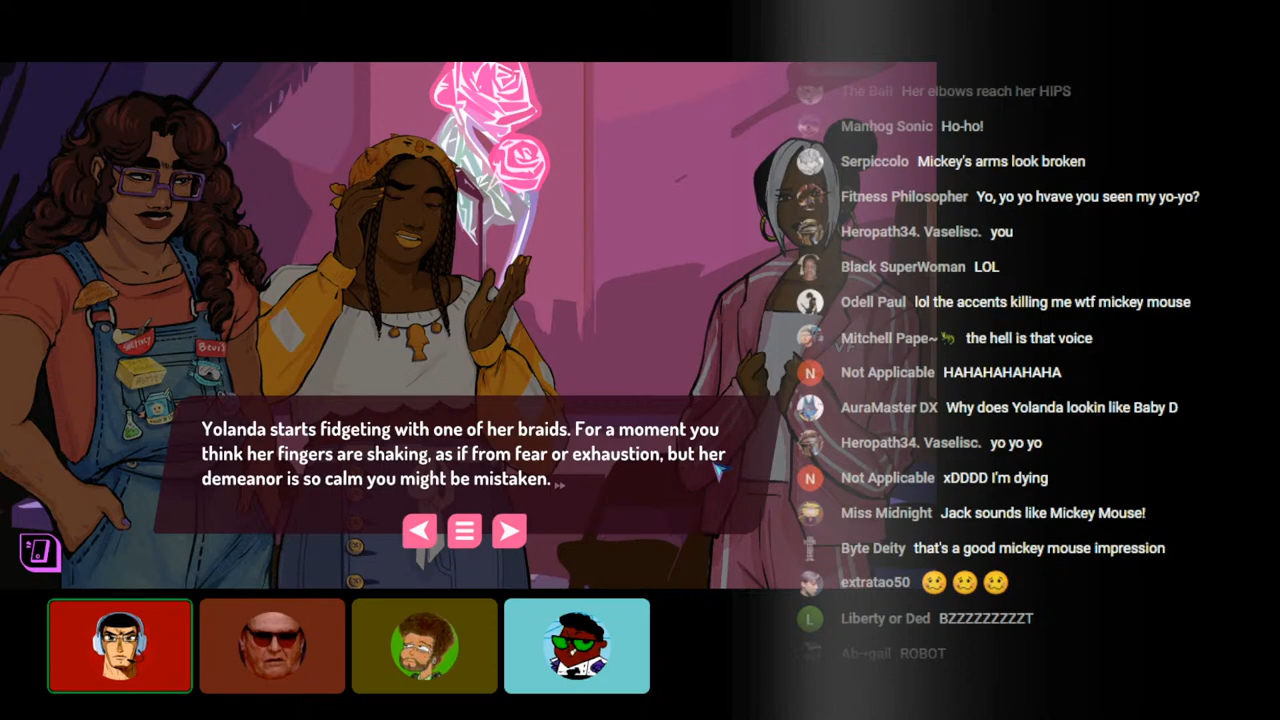 The Ball Her elbows reach her HIPS
Manhog Sonic Ho-ho!
Serpiccolo Mickey's arms look broken
Fitness Philosopher Yo, yo yo hvave you seen my yo-yo?
Heropath34. Vaselisc. you
Black SuperWoman LOL
Odell Paul lol the accents killing me wtf mickey mouse
Mitchell Pape~ the hell is that voice
N Not Applicable HAHAHAHAHAHA
AuraMaster DX Why does Yolanda lookin like Baby D
Heropath34. Vaselisc. yo yo yo
N Not Applicable xDDDD I'm dying
Miss Midnight Jack sounds like Mickey Mouse!
Byte Deity that's a good mickey mouse impression
extratao50
L Liberty or Ded BZZZZZZZZZT
ROBOT
Yolanda starts fidgeting with one of her braids. For a moment you
think her fingers are shaking, as if from fear or exhaustion, but her
demeanor is so calm you might be mistaken.